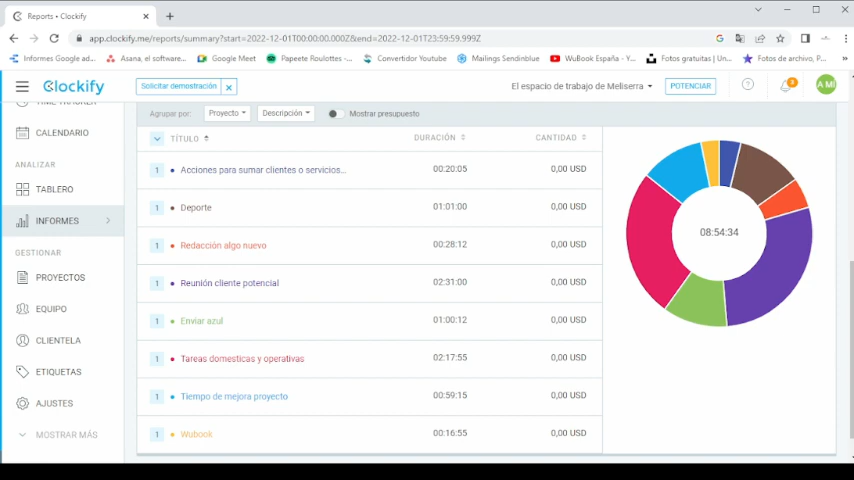 Reports • Clockify
app.clockify.me/reports/summary?start=2022-12-01T00:00:00.000Z&end=2022-12-01T23:59:59.999Z
Informes Google ad... Asana, el software... Google Meet Papeete Roulottes -... Convertidor Youtube Mailings Sendinblue WuBook España - Y... Fotos gratuitas | Un... Fotos de archivo, P... »
Clockify Solicitar demostración El espacio de trabajo de Meliserra POTENCIAR AMI
TIME TRACKER
Agrupar por: Proyecto Descripción Mostrar presupuesto
CALENDARIO
TÍTULO DURACIÓN CANTIDAD
ANALIZAR
1 • Acciones para sumar clientes o servicios... 00:20:05 0,00 USD
TABLERO
1 • Deporte 01:01:00 0,00 USD
INFORMES
08:54:34
1 • Redacción algo nuevo 00:28:12 0,00 USD
GESTIONAR
PROYECTOS
1 • Reunión cliente potencial 02:31:00 0,00 USD
EQUIPO
1 • Enviar azul 01:00:12 0,00 USD
CLIENTELA
1 • Tareas domesticas y operativas 02:17:55 0,00 USD
ETIQUETAS
1 • Tiempo de mejora proyecto 00:59:15 0,00 USD
AJUSTES
1 • Wubook 00:16:55 0,00 USD
MOSTRAR MÁS